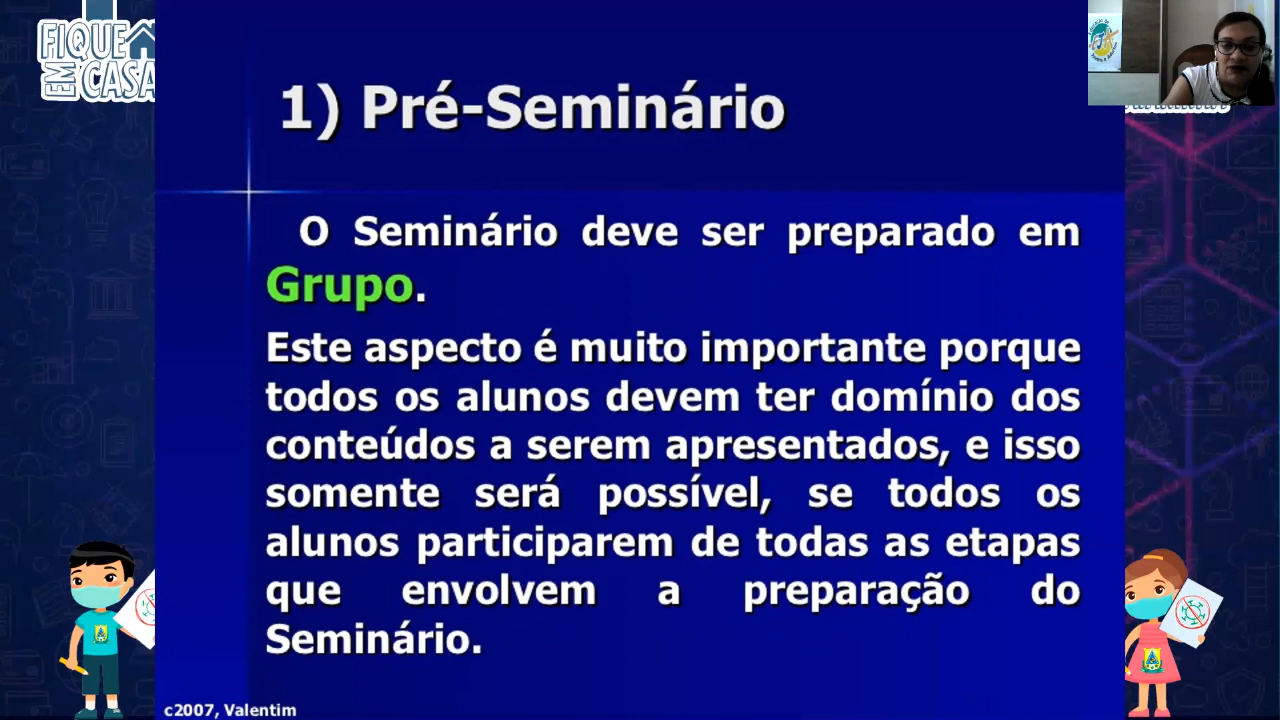 FIQUE
EM CASA
1) Pré-Seminário
O Seminário deve ser preparado em
Grupo.
Este aspecto é muito importante porque
todos os alunos devem ter domínio dos
conteúdos a serem apresentados, e isso
somente será possível, se todos os
alunos participarem de todas as etapas
que envolvem a preparação do
Seminário.
c2007, Valentim